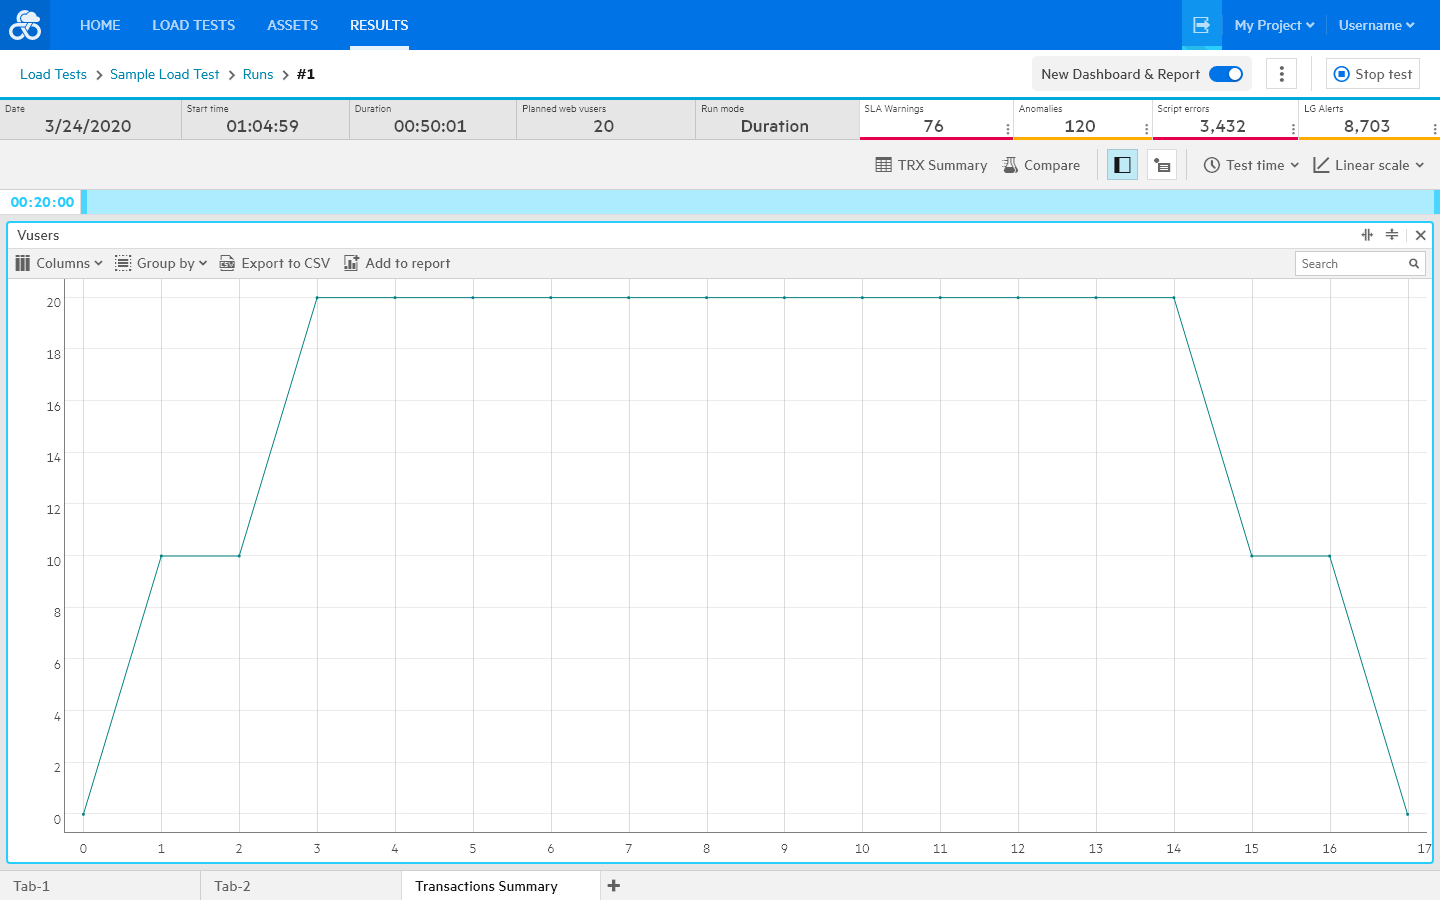 HOME LOAD TESTS ASSETS RESULTS My Project Username
Load Tests Sample Load Test Runs #1 New Dashboard & Report Stop test
Date Start time Duration Planned web vusers Run mode SLA Warnings Anomalies Script errors LG Alerts
3/24/2020 01:04:59 00:50:01 20 Duration 76 120 3,432 8,703
TRX Summary Compare Test time Linear scale
00:20:00
Vusers
Columns Group by CSV Export to CSV Add to report Search
20
18
16
14
12
10
8
6
4
2
0
0 1 2 3 4 5 6 7 8 9 10 11 12 13 14 15 16 17
Tab-1 Tab-2 Transactions Summary